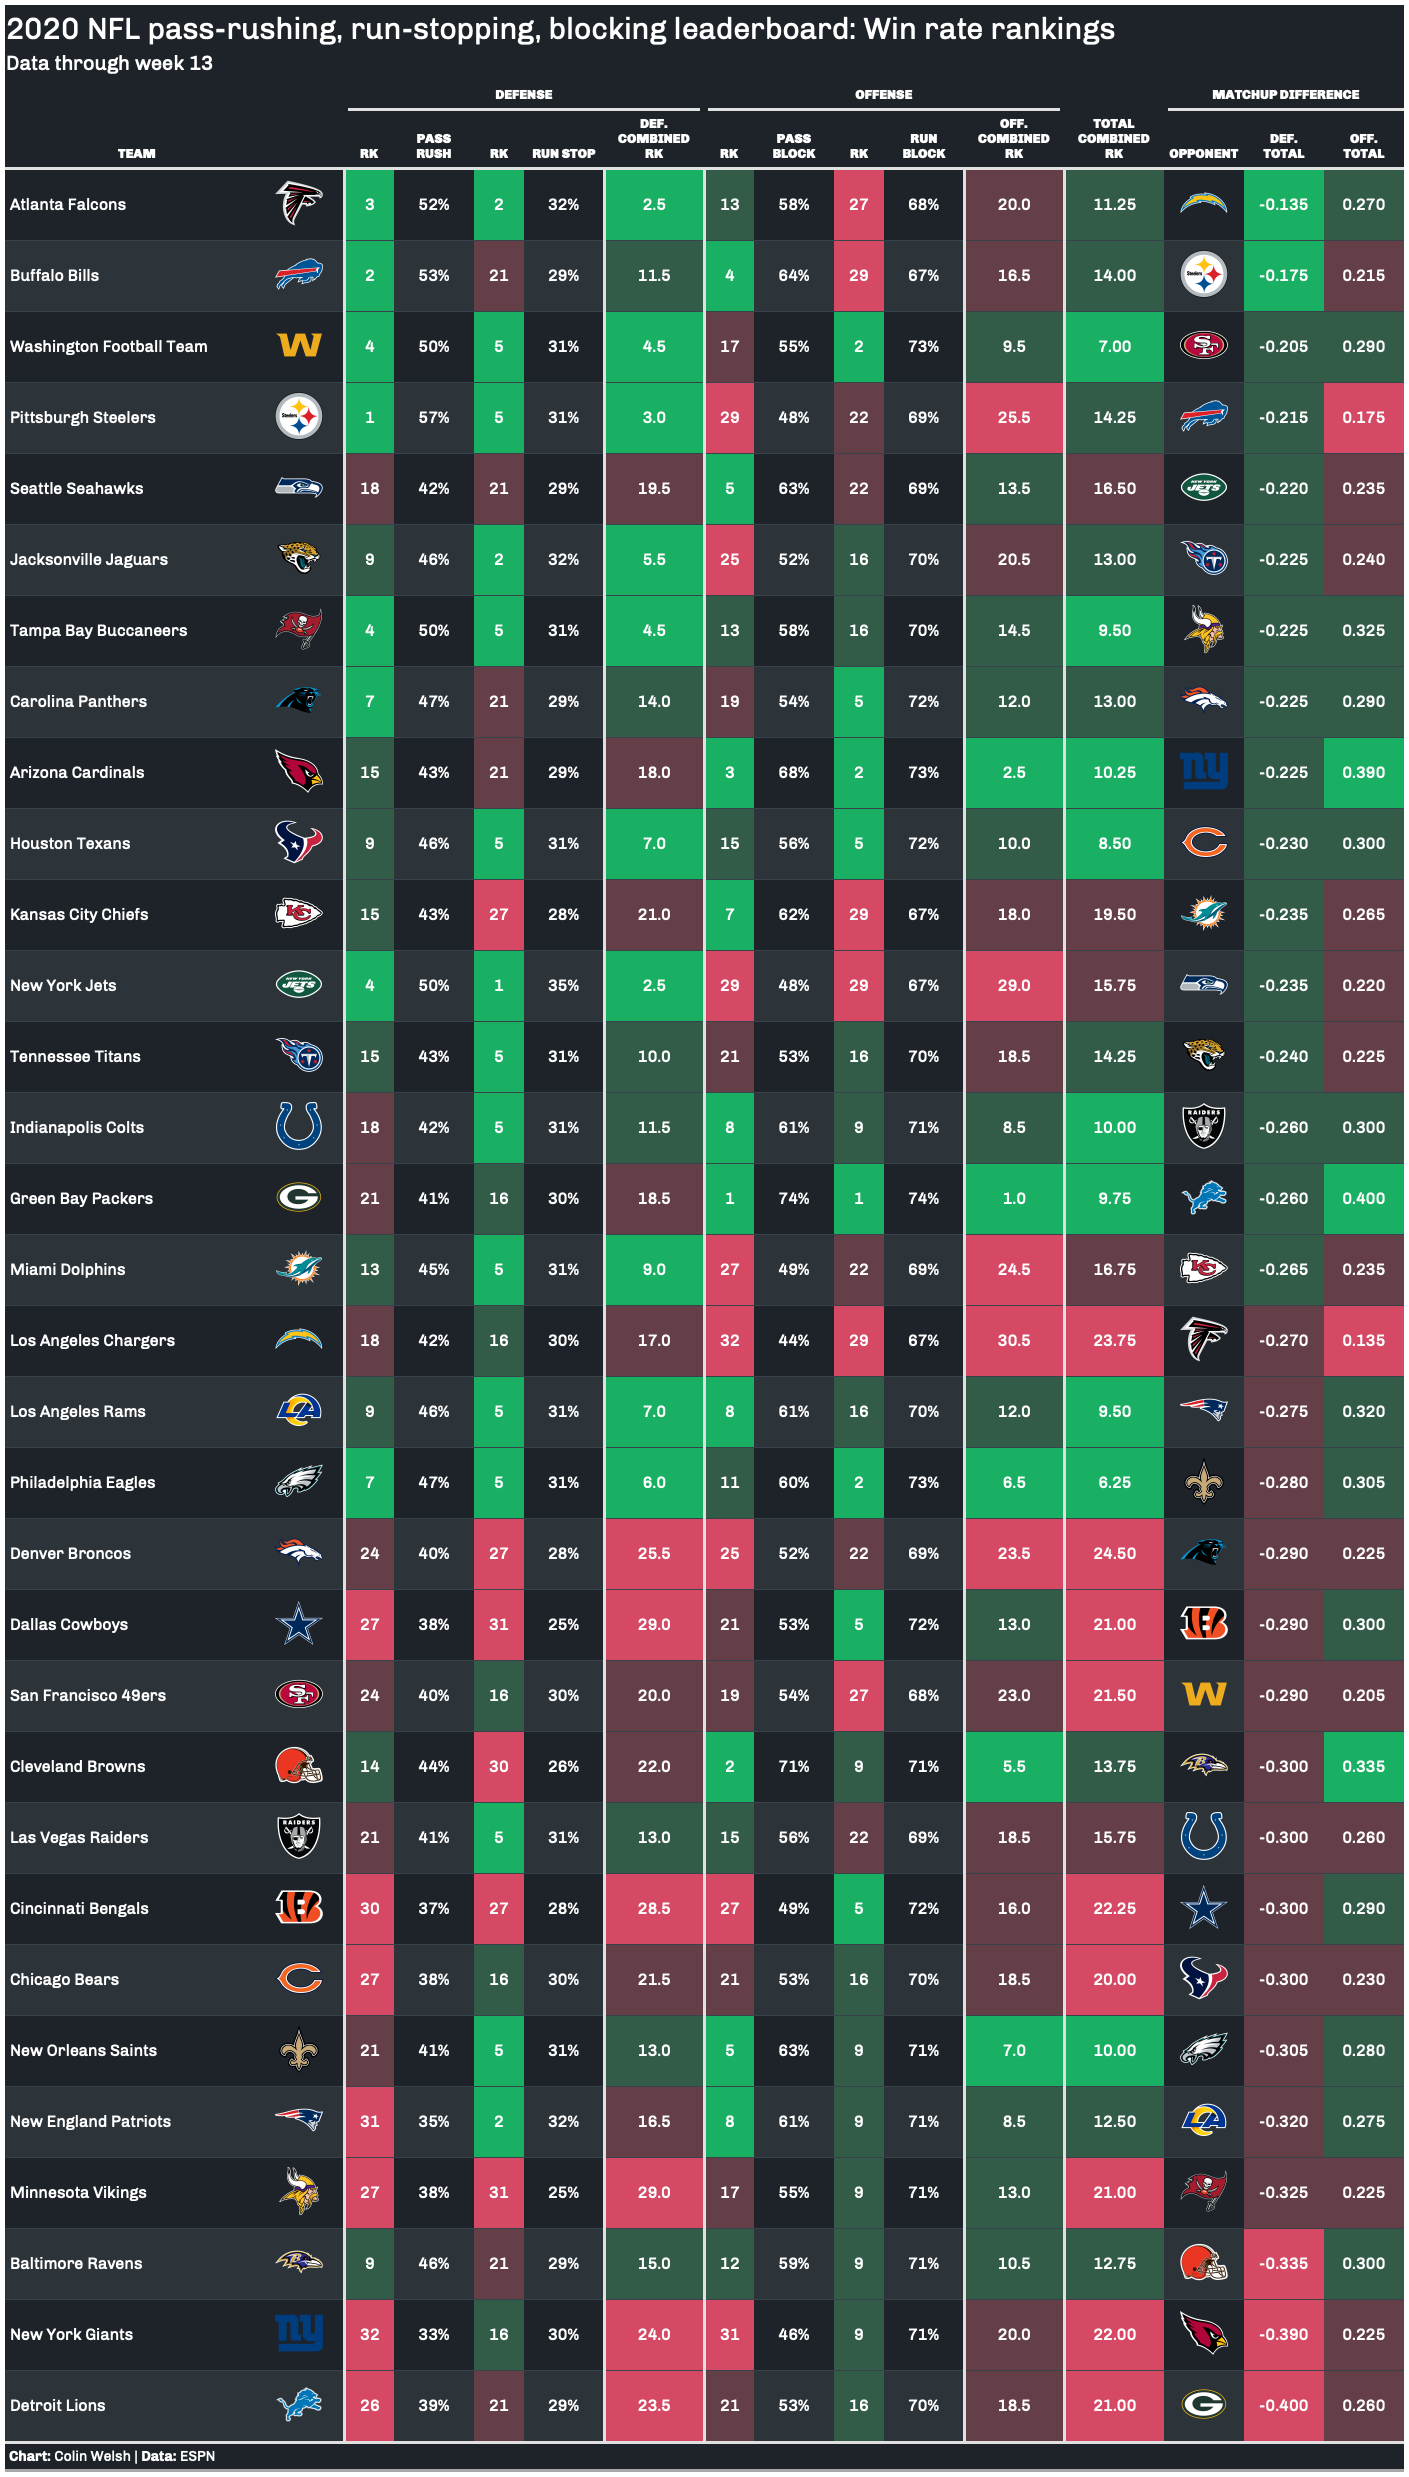 2020 NFL pass-rushing, run-stopping, blocking leaderboard: Win rate rankings
Data through week 13
DEFENSE OFFENSE MATCHUP DIFFERENCE
TEAM RK PASS RUSH RK RUN STOP DEF. COMBINED RK RK PASS BLOCK RK RUN BLOCK OFF. COMBINED RK TOTAL COMBINED RK OPPONENT DEF. TOTAL OFF. TOTAL
Atlanta Falcons 3 52% 2 32% 2.5 13 58% 27 68% 20.0 11.25 -0.135 0.270
Buffalo Bills 2 53% 21 29% 11.5 4 64% 29 67% 16.5 14.00 Steelers -0.175 0.215
Washington Football Team W 4 50% 5 31% 4.5 17 55% 2 73% 9.5 7.00 SF -0.205 0.290
Pittsburgh Steelers Steelers 1 57% 5 31% 3.0 29 48% 22 69% 25.5 14.25 -0.215 0.175
Seattle Seahawks 18 42% 21 29% 19.5 5 63% 22 69% 13.5 16.50 NEW YORK JETS -0.220 0.235
Jacksonville Jaguars 9 46% 2 32% 5.5 25 52% 16 70% 20.5 13.00 T -0.225 0.240
Tampa Bay Buccaneers 4 50% 5 31% 4.5 13 58% 16 70% 14.5 9.50 -0.225 0.325
Carolina Panthers 7 47% 21 29% 14.0 19 54% 5 72% 12.0 13.00 -0.225 0.290
Arizona Cardinals 15 43% 21 29% 18.0 3 68% 2 73% 2.5 10.25 ny -0.225 0.390
Houston Texans 9 46% 5 31% 7.0 15 56% 5 72% 10.0 8.50 C -0.230 0.300
Kansas City Chiefs KC 15 43% 27 28% 21.0 7 62% 29 67% 18.0 19.50 -0.235 0.265
New York Jets NEW YORK JETS 4 50% 1 35% 2.5 29 48% 29 67% 29.0 15.75 -0.235 0.220
Tennessee Titans T 15 43% 5 31% 10.0 21 53% 16 70% 18.5 14.25 -0.240 0.225
Indianapolis Colts 18 42% 5 31% 11.5 8 61% 9 71% 8.5 10.00 RAIDERS -0.260 0.300
Green Bay Packers G 21 41% 16 30% 18.5 1 74% 1 74% 1.0 9.75 -0.260 0.400
Miami Dolphins 13 45% 5 31% 9.0 27 49% 22 69% 24.5 16.75 KC -0.265 0.235
Los Angeles Chargers 18 42% 16 30% 17.0 32 44% 29 67% 30.5 23.75 -0.270 0.135
Los Angeles Rams LA 9 46% 5 31% 7.0 8 61% 16 70% 12.0 9.50 -0.275 0.320
Philadelphia Eagles 7 47% 5 31% 6.0 11 60% 2 73% 6.5 6.25 -0.280 0.305
Denver Broncos 24 40% 27 28% 25.5 25 52% 22 69% 23.5 24.50 -0.290 0.225
Dallas Cowboys 27 38% 31 25% 29.0 21 53% 5 72% 13.0 21.00 B -0.290 0.300
San Francisco 49ers SF 24 40% 16 30% 20.0 19 54% 27 68% 23.0 21.50 W -0.290 0.205
Cleveland Browns 14 44% 30 26% 22.0 2 71% 9 71% 5.5 13.75 B -0.300 0.335
Las Vegas Raiders RAIDERS 21 41% 5 31% 13.0 15 56% 22 69% 18.5 15.75 -0.300 0.260
Cincinnati Bengals B 30 37% 27 28% 28.5 27 49% 5 72% 16.0 22.25 -0.300 0.290
Chicago Bears C 27 38% 16 30% 21.5 21 53% 16 70% 18.5 20.00 -0.300 0.230
New Orleans Saints 21 41% 5 31% 13.0 5 63% 9 71% 7.0 10.00 -0.305 0.280
New England Patriots 31 35% 2 32% 16.5 8 61% 9 71% 8.5 12.50 LA -0.320 0.275
Minnesota Vikings 27 38% 31 25% 29.0 17 55% 9 71% 13.0 21.00 -0.325 0.225
Baltimore Ravens B 9 46% 21 29% 15.0 12 59% 9 71% 10.5 12.75 -0.335 0.300
New York Giants ny 32 33% 16 30% 24.0 31 46% 9 71% 20.0 22.00 -0.390 0.225
Detroit Lions 26 39% 21 29% 23.5 21 53% 16 70% 18.5 21.00 G -0.400 0.260
Chart: Colin Welsh | Data: ESPN